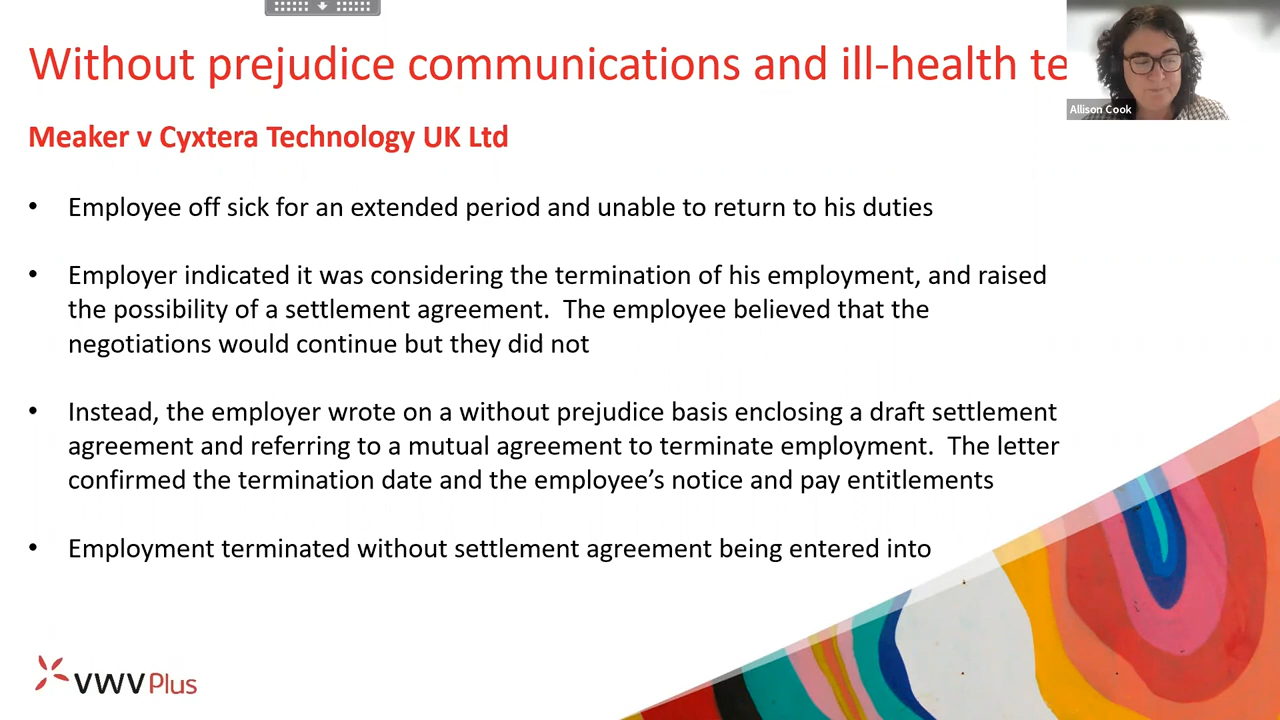 Without prejudice communications and ill-health te
Allison Cook
Meaker v Cyxtera Technology UK Ltd
• Employee off sick for an extended period and unable to return to his duties
• Employer indicated it was considering the termination of his employment, and raised
the possibility of a settlement agreement.  The employee believed that the
negotiations would continue but they did not
• Instead, the employer wrote on a without prejudice basis enclosing a draft settlement
agreement and referring to a mutual agreement to terminate employment.  The letter
confirmed the termination date and the employee’s notice and pay entitlements
• Employment terminated without settlement agreement being entered into
VWV Plus